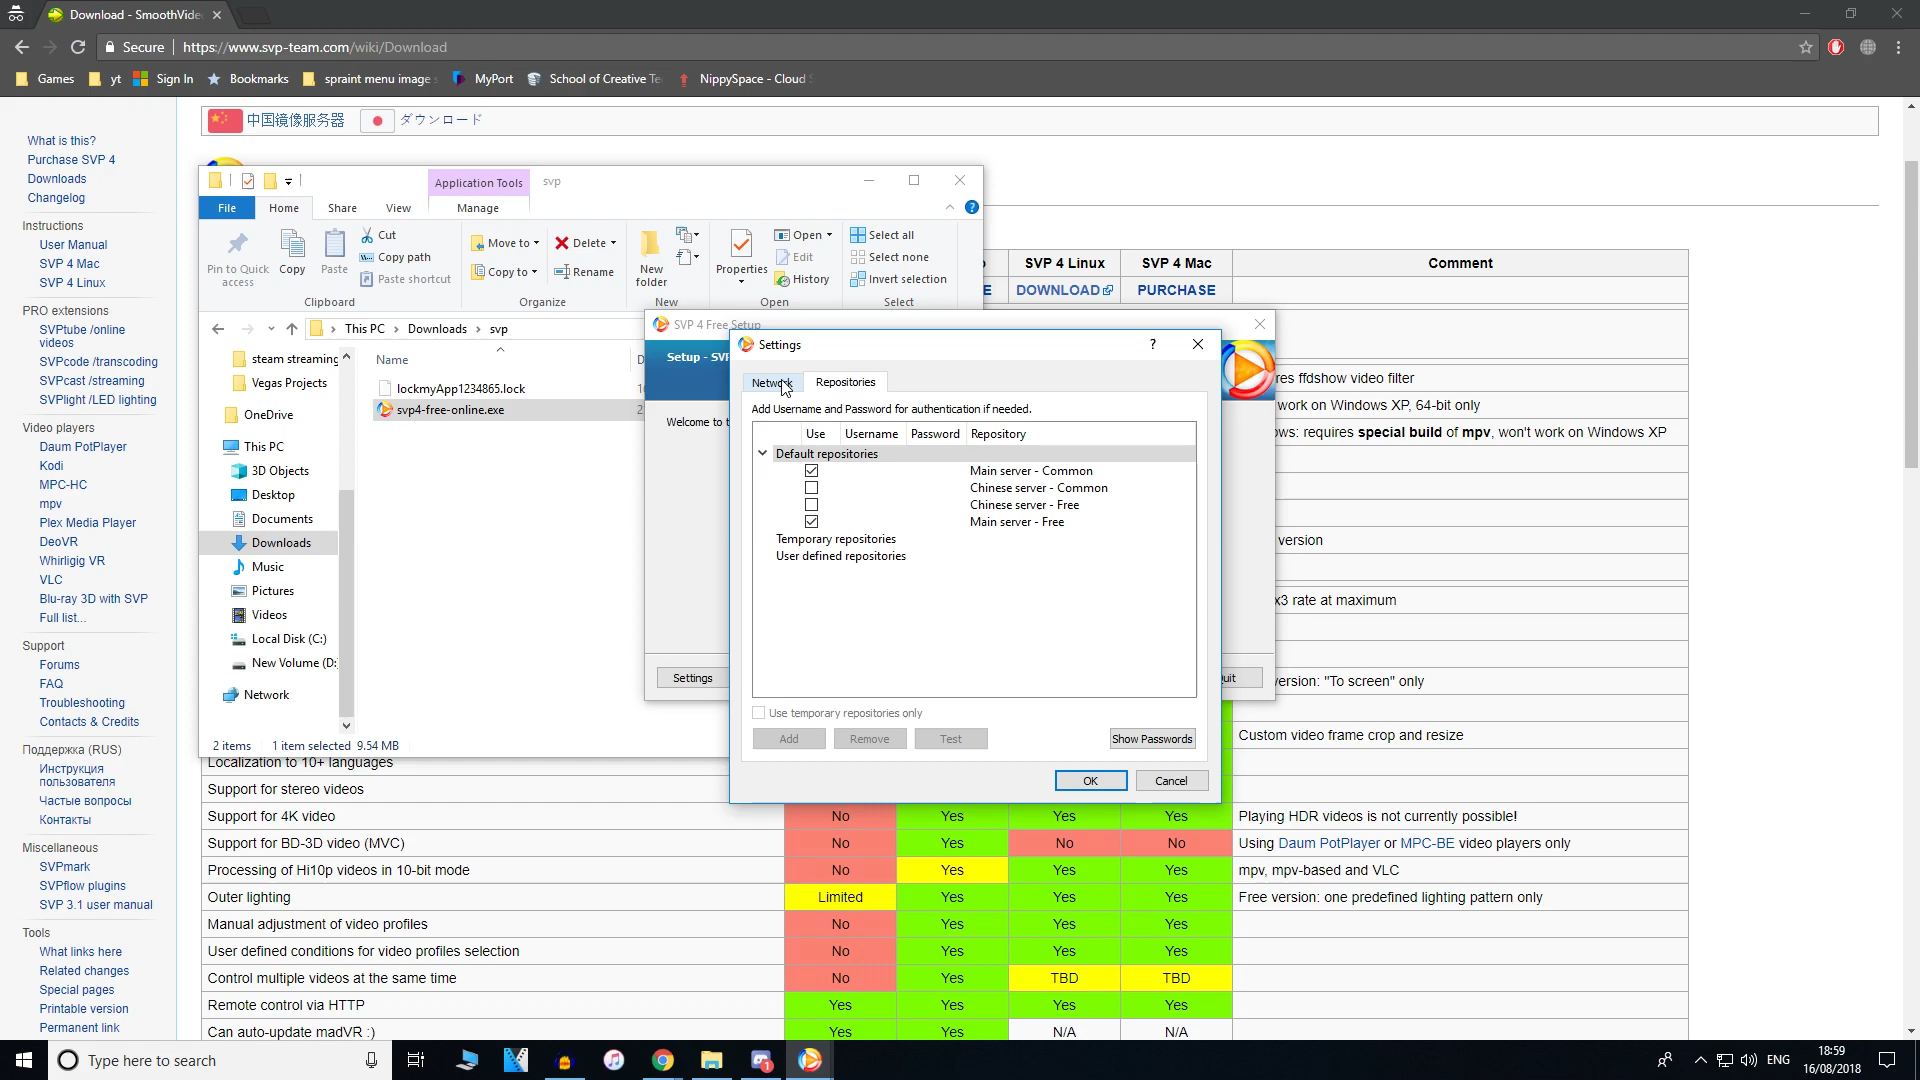 Download - SmoothVide
Secure
https://www.svp-team.com/wiki/Download
Games
yt
Sign In
Bookmarks
spraint menu image s
MyPort
School of Creative Te
NippySpace - Cloud S
中国镜像服务器
ダウンロード
What is this?
Purchase SVP 4
Downloads
Changelog
Instructions
User Manual
SVP 4 Mac
SVP 4 Linux
PRO extensions
SVPtube /online
videos
SVPcode /transcoding
SVPcast /streaming
SVPlight /LED lighting
Video players
Daum PotPlayer
Kodi
MPC-HC
mpv
Plex Media Player
DeoVR
Whirligig VR
VLC
Blu-ray 3D with SVP
Full list...
Support
Forums
FAQ
Troubleshooting
Contacts & Credits
Поддержка (RUS)
Инструкция
пользователя
Частые вопросы
Контакты
Miscellaneous
SVPmark
SVPflow plugins
SVP 3.1 user manual
Tools
What links here
Related changes
Special pages
Printable version
Permanent link
Application Tools
svp
File
Home
Share
View
Manage
Pin to Quick
access
Copy
Paste
Cut
Copy path
Paste shortcut
Clipboard
Move to
Copy to
Delete
Rename
Organize
New
folder
New
Properties
Open
Edit
History
Open
Select all
Select none
Invert selection
Select
This PC
Downloads
svp
steam streaming
Vegas Projects
OneDrive
This PC
3D Objects
Desktop
Documents
Downloads
Music
Pictures
Videos
Local Disk (C:)
New Volume (D:)
Network
Name
D
lockmyApp1234865.lock
svp4-free-online.exe
2 items
1 item selected 9.54 MB
SVP 4 Free Setup
Setup - SVP
Welcome to t
Settings
Quit
Settings
?
Network
Repositories
Add Username and Password for authentication if needed.
Use
Username
Password
Repository
Default repositories
Main server - Common
Chinese server - Common
Chinese server - Free
Main server - Free
Temporary repositories
User defined repositories
Use temporary repositories only
Add
Remove
Test
Show Passwords
OK
Cancel
SVP 4 Linux
SVP 4 Mac
Comment
E
DOWNLOAD
PURCHASE
res ffdshow video filter
work on Windows XP, 64-bit only
ows: requires special build of mpv, won't work on Windows XP
version
x3 rate at maximum
version: "To screen" only
Custom video frame crop and resize
Localization to 10+ languages
Support for stereo videos
Support for 4K video
No
Yes
Yes
Yes
Playing HDR videos is not currently possible!
Support for BD-3D video (MVC)
No
Yes
No
No
Using Daum PotPlayer or MPC-BE video players only
Processing of Hi10p videos in 10-bit mode
No
Yes
Yes
Yes
mpv, mpv-based and VLC
Outer lighting
Limited
Yes
Yes
Yes
Free version: one predefined lighting pattern only
Manual adjustment of video profiles
No
Yes
Yes
Yes
User defined conditions for video profiles selection
No
Yes
Yes
Yes
Control multiple videos at the same time
No
Yes
TBD
TBD
Remote control via HTTP
Yes
Yes
Yes
Yes
Can auto-update madVR :)
Yes
Yes
N/A
N/A
Type here to search
1
ENG
18:59
16/08/2018